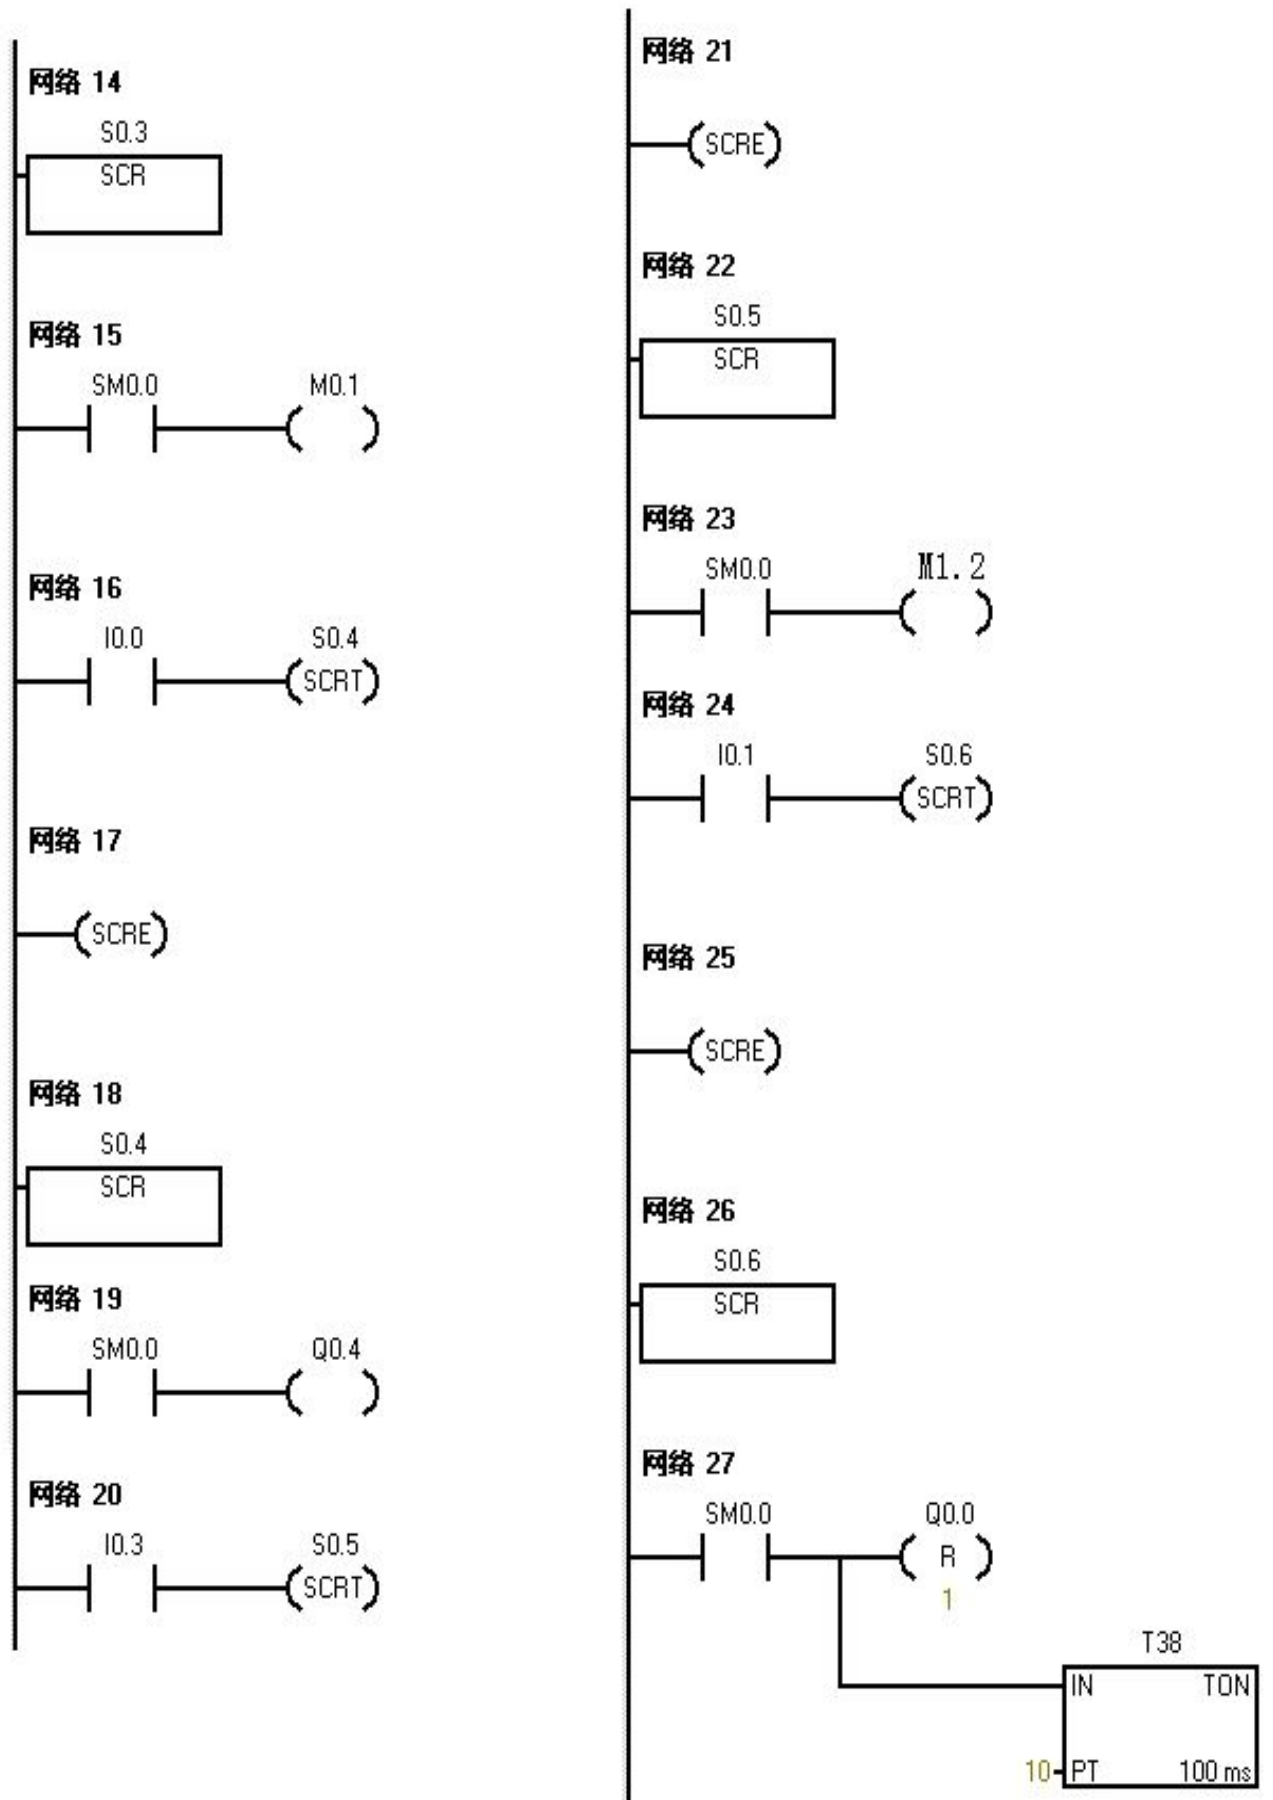 网络 14
S0.3
SCR
网络 15
SM0.0 M0.1
网络 16
I0.0 S0.4
SCRT
网络 17
SCRE
网络 18
S0.4
SCR
网络 19
SM0.0 Q0.4
网络 20
I0.3 S0.5
SCRT
网络 21
SCRE
网络 22
S0.5
SCR
网络 23
SM0.0 M1.2
网络 24
I0.1 S0.6
SCRT
网络 25
SCRE
网络 26
S0.6
SCR
网络 27
SM0.0 Q0.0
R
1
T38
IN TON
10 PT 100 ms